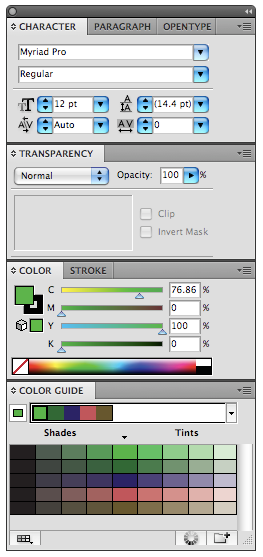 CHARACTER PARAGRAPH OPENTYPE
Myriad Pro
Regular
12 pt (14.4 pt)
Auto 0
TRANSPARENCY
Normal Opacity: 100 %
Clip
Invert Mask
COLOR STROKE
C 76.86 %
M 0 %
Y 100 %
K 0 %
COLOR GUIDE
Shades Tints